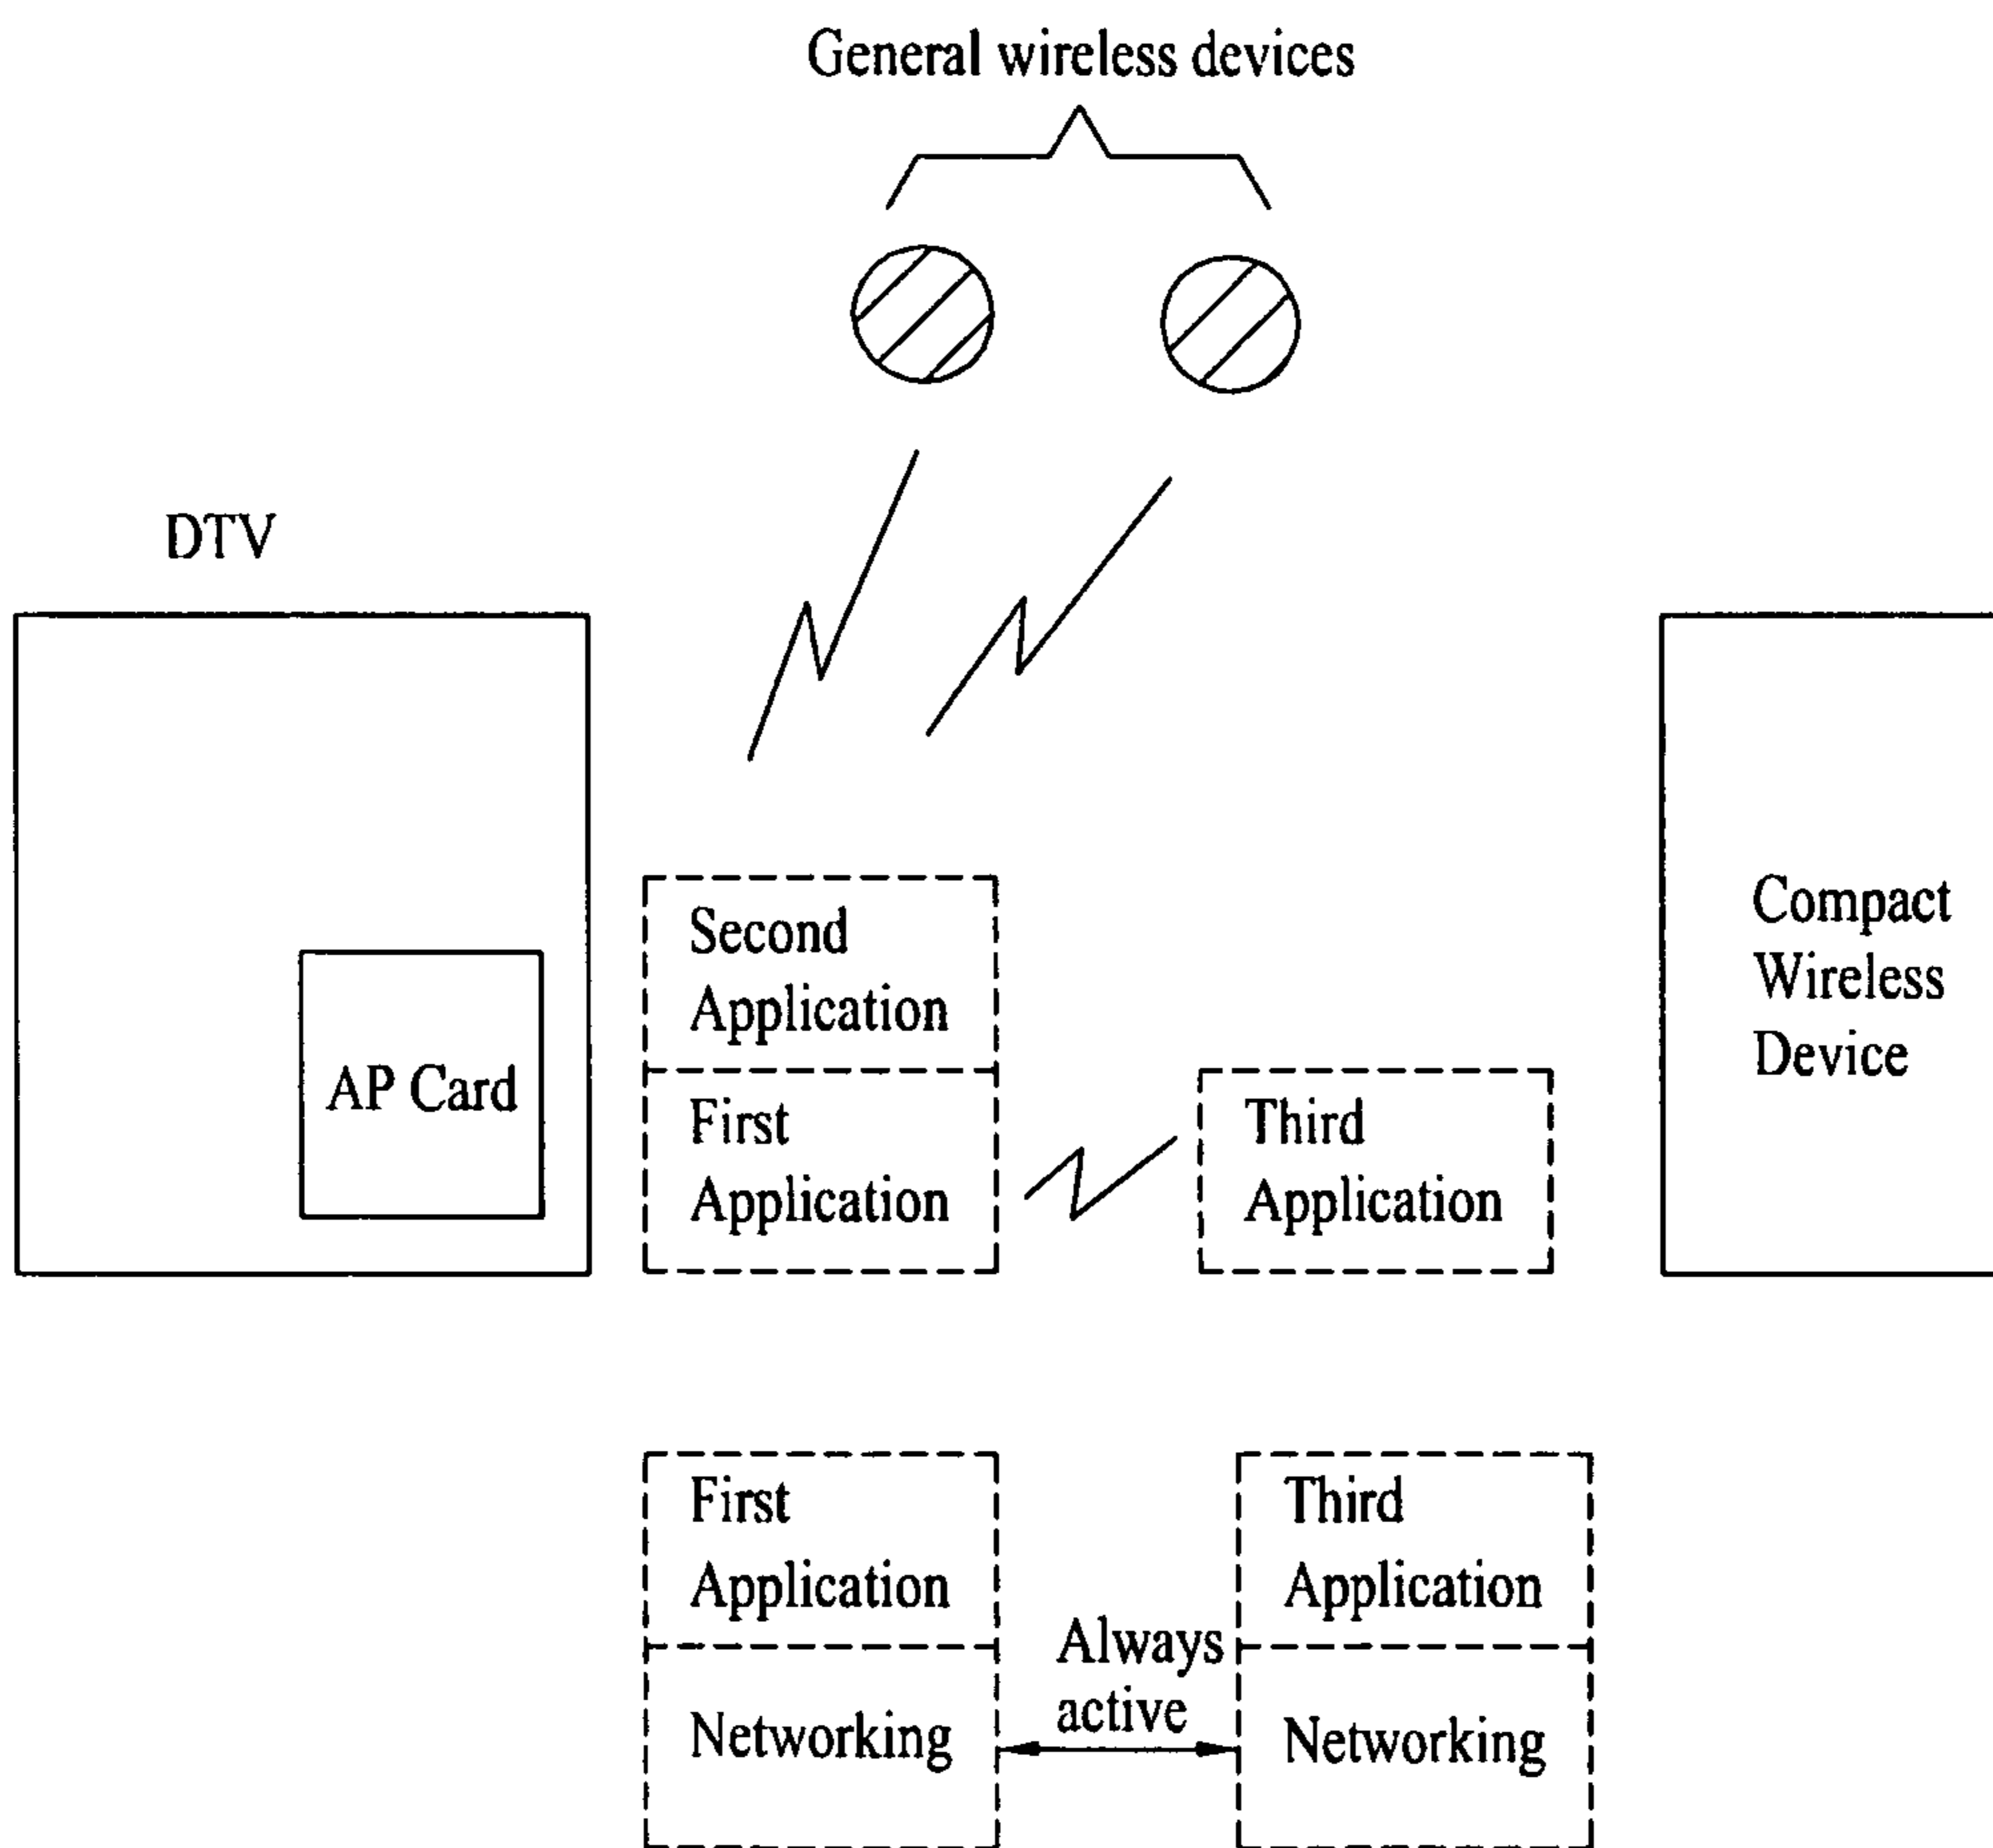 General wireless devices
DTV
AP Card
Second
Application
First
Application
Third
Application
Compact
Wireless
Device
First
Application
Networking
Always
active
Third
Application
Networking